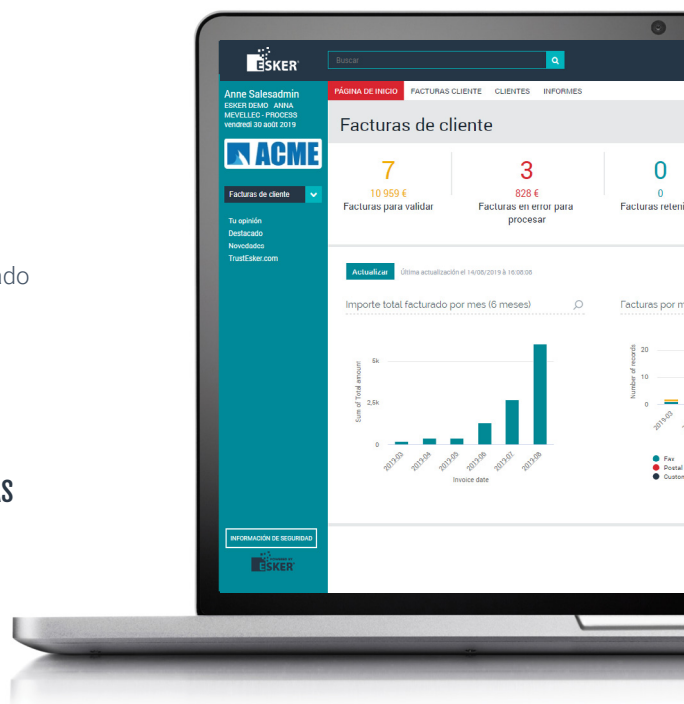 ESKER
Buscar
Anne Salesadmin
ESKER DEMO ANNA
MEVELLEC - PROCESS
vendredi 30 août 2019
ACME
Facturas de cliente
Tu opinión
Destacado
Novedades
TrustEsker.com
INFORMACIÓN DE SEGURIDAD
ESKER
PÁGINA DE INICIO FACTURAS CLIENTE CLIENTES INFORMES
Facturas de cliente
7
10 959 €
Facturas para validar
3
828 €
Facturas en error para
procesar
0
0
Facturas reteni
Actualizar Última actualización el 14/06/2019 à 16:08:06
Importe total facturado por mes (6 meses)
Sum of Total amount
5k
2,5k
0
2019-03 2019-04 2019-05 2019-06 2019-07 2019-08
Invoice date
Facturas por m
Number of records
20
10
0
2019-03
Fax
Postal
Custom
ado
AS